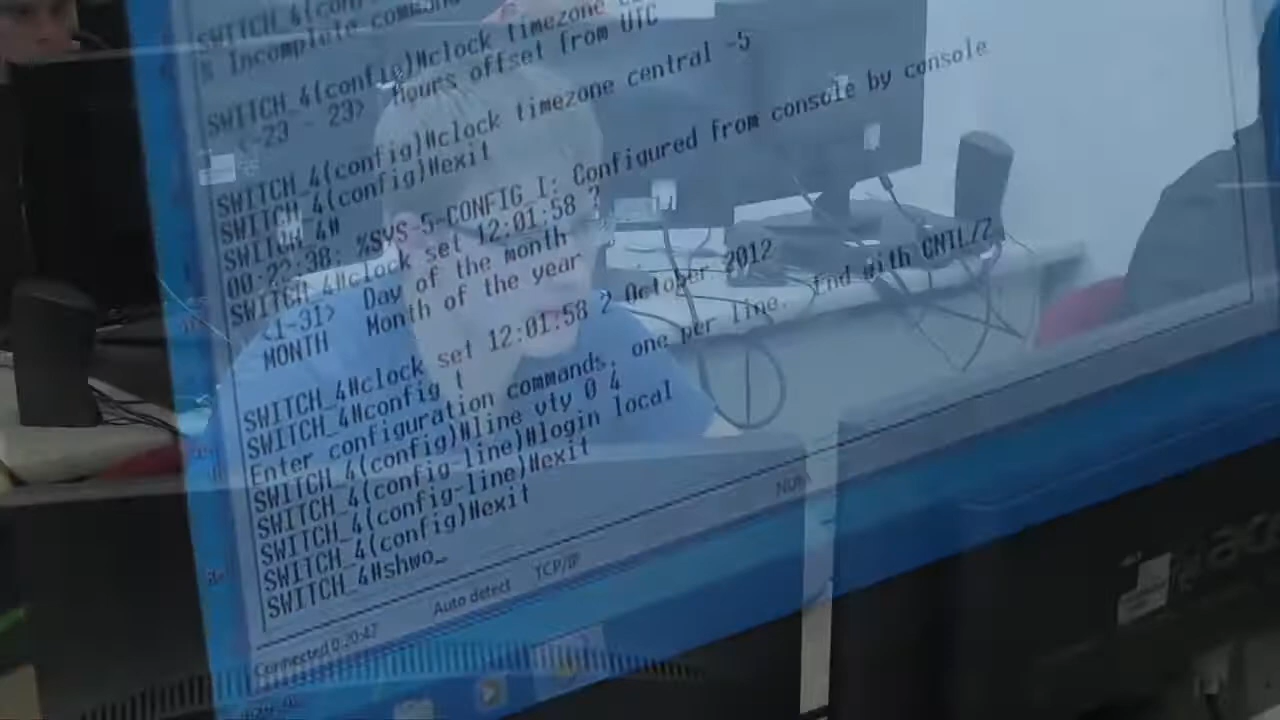 SWITCH_4(con
% Incomplete command
SWITCH_4(config)#clock timezone
<-23 - 23> Hours offset from UTC
SWITCH_4(config)#clock timezone central -5
SWITCH_4(config)#exit
SWITCH_4#
00:22:38: %SYS-5-CONFIG_I: Configured from console by console
SWITCH_4#clock set 12:01:58 ?
<1-31> Day of the month
MONTH Month of the year
SWITCH_4#clock set 12:01:58 2 October 2012
SWITCH_4#config t
Enter configuration commands, one per line. End with CNTL/Z
SWITCH_4(config)#line vty 0 4
SWITCH_4(config-line)#login local
SWITCH_4(config-line)#exit
SWITCH_4(config)#exit
SWITCH_4#shwo_
Connected 0:20:47 Auto detect TCP/IP NUM